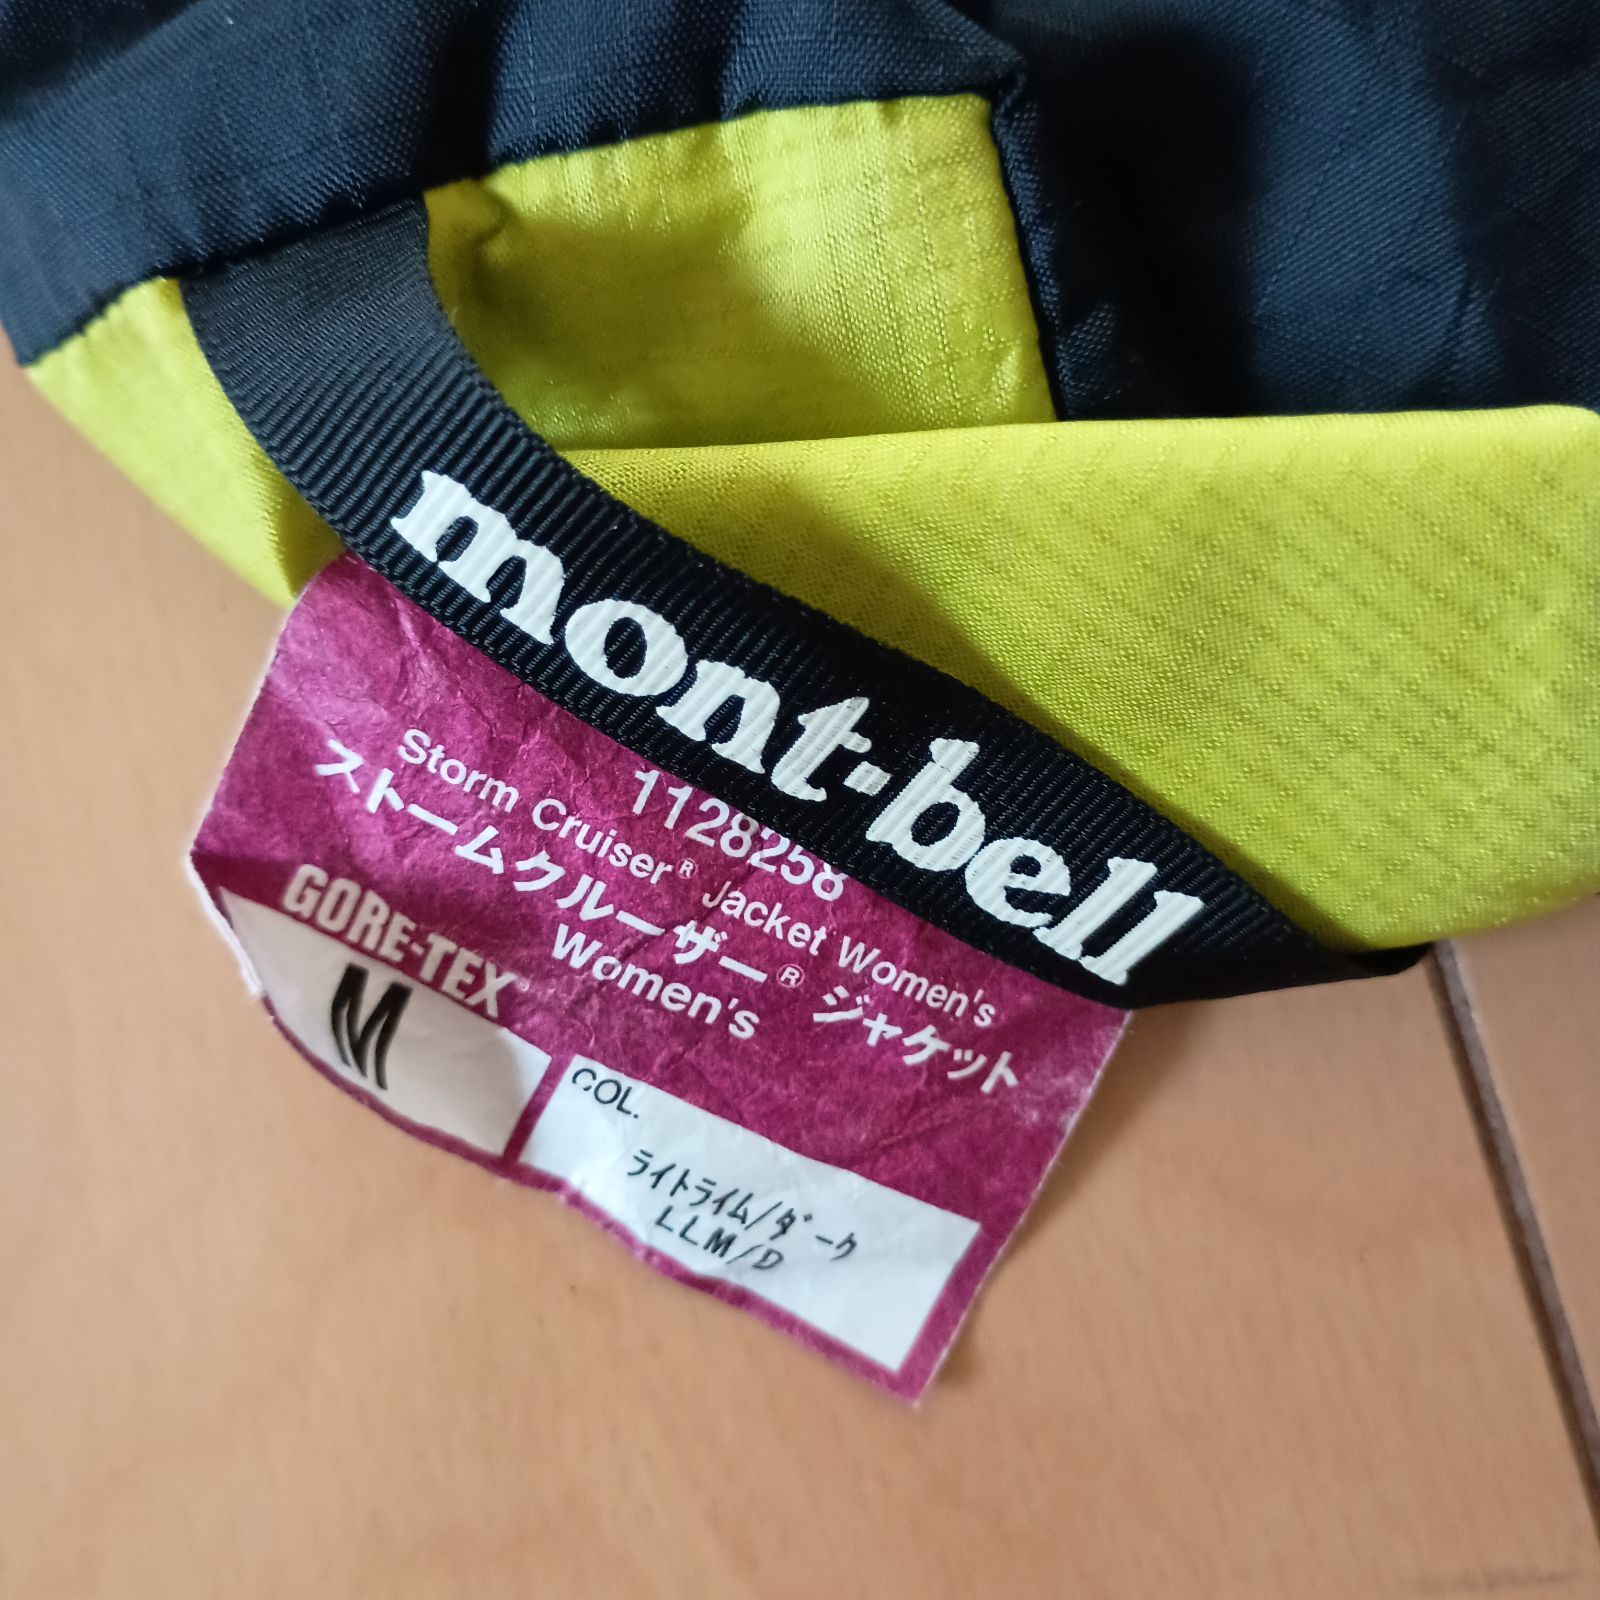 mont-bell
1128258
Storm Cruiser® Jacket Women's
ストームクルーザー® ジャケット
Women's
GORE-TEX
M
COL.
ライトライム/ダーク
LLM/D